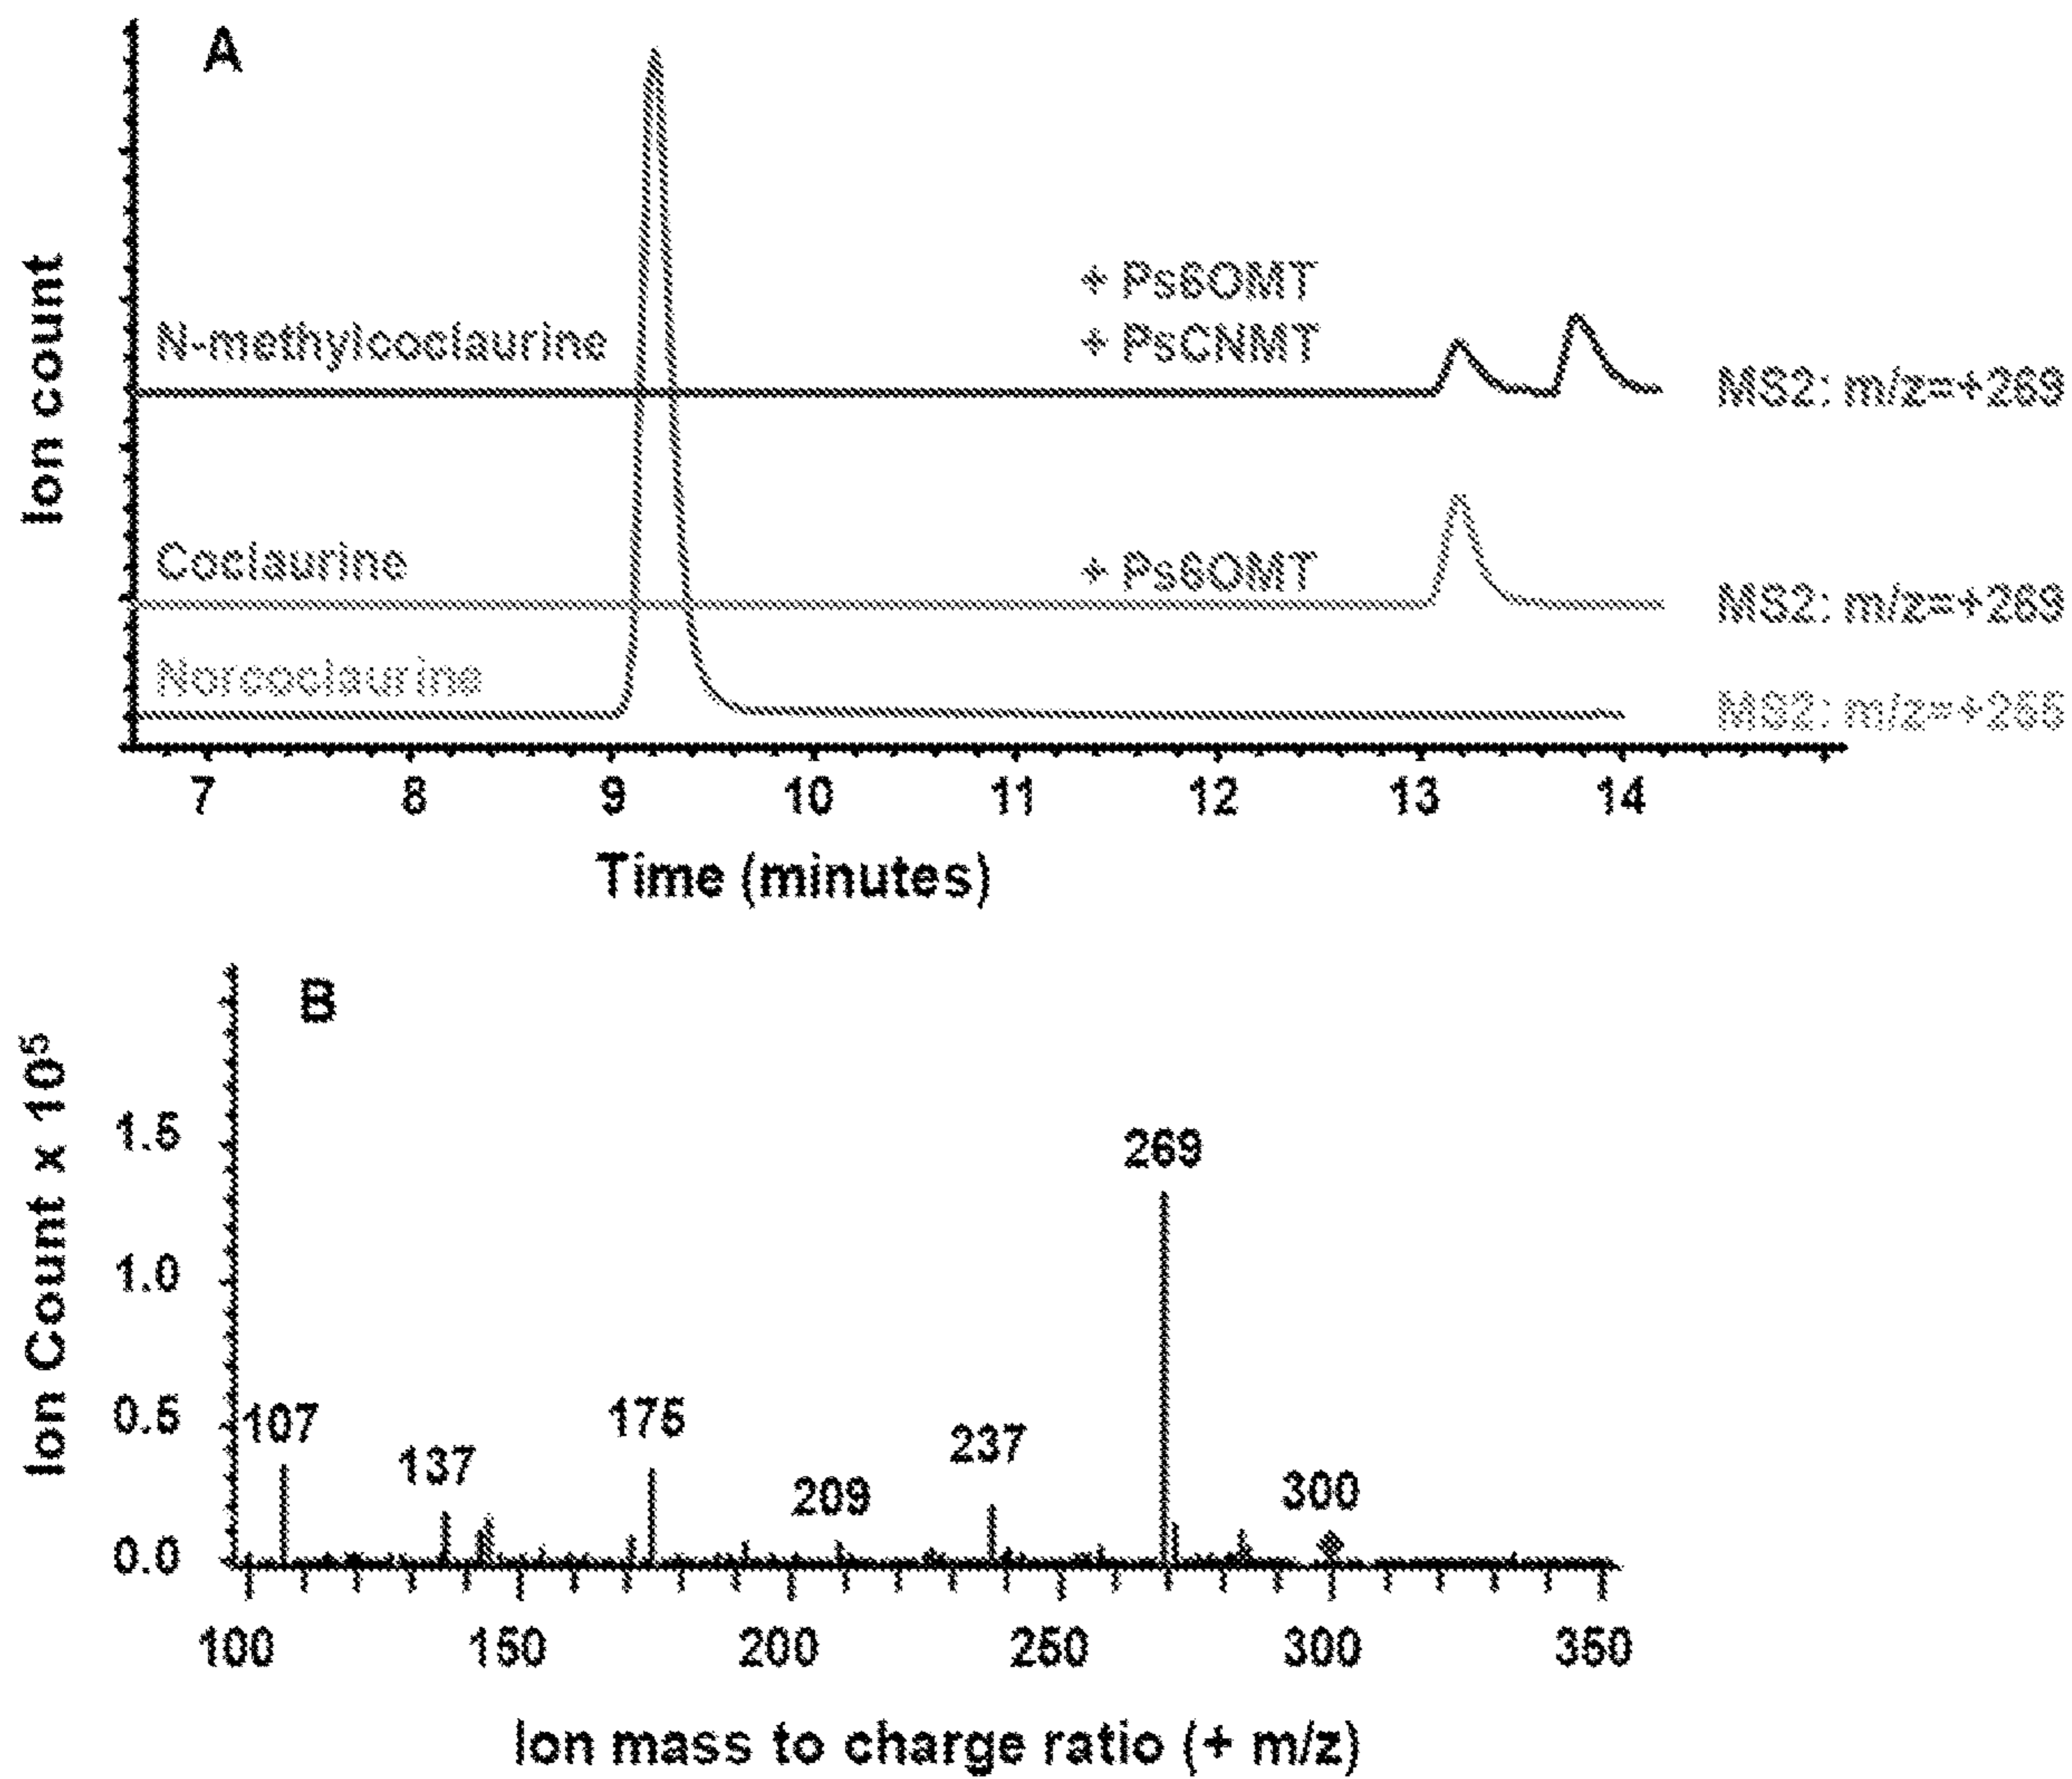 A
Ion count
+ Ps6OMT
N-methylcoclaurine
+ PsCNMT
MS2: m/z=+269
Coclaurine
+ Ps6OMT
MS2: m/z=+269
Norcoclaurine
MS2: m/z=+255
7 8 9 10 11 12 13 14
Time (minutes)
B
Ion Count x 10⁵
1.5
1.0
0.5
0.0
107
137
175
209
237
269
300
100 150 200 250 300 350
Ion mass to charge ratio (+ m/z)